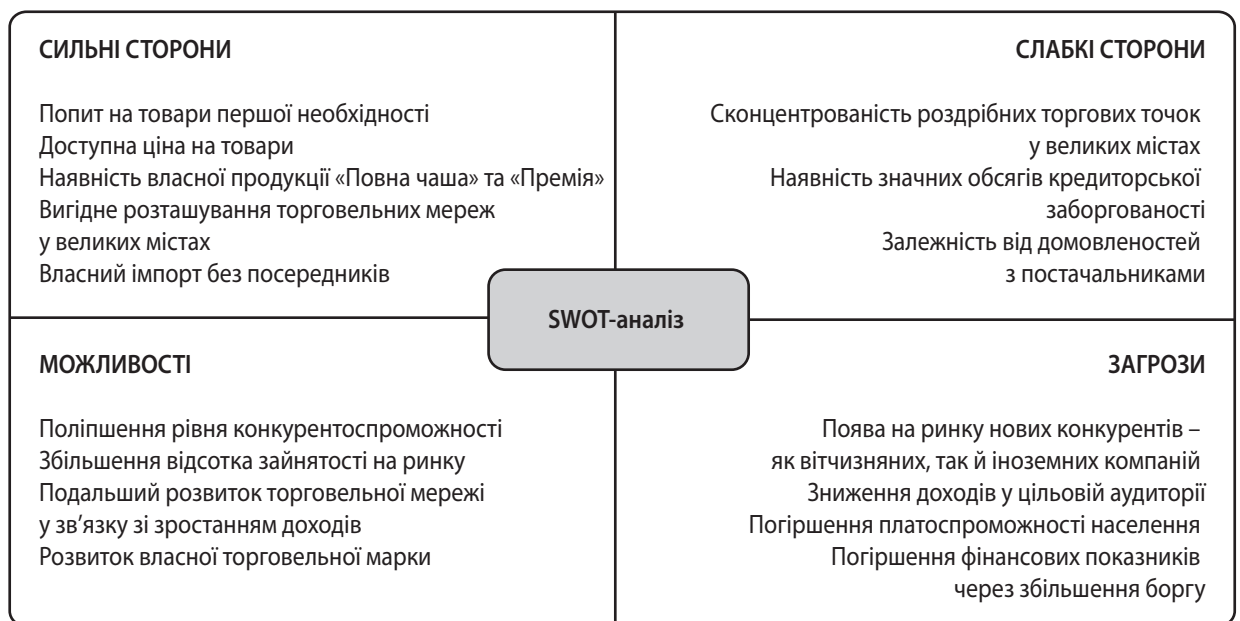 СИЛЬНІ СТОРОНИ
Попит на товари першої необхідності
Доступна ціна на товари
Наявність власної продукції «Повна чаша» та «Премія»
Вигідне розташування торговельних мереж
у великих містах
Власний імпорт без посередників
СЛАБКІ СТОРОНИ
Сконцентрованість роздрібних торгових точок
у великих містах
Наявність значних обсягів кредиторської
заборгованості
Залежність від домовленостей
з постачальниками
SWOT-аналіз
МОЖЛИВОСТІ
Поліпшення рівня конкурентоспроможності
Збільшення відсотка зайнятості на ринку
Подальший розвиток торговельної мережі
у зв’язку зі зростанням доходів
Розвиток власної торговельної марки
ЗАГРОЗИ
Поява на ринку нових конкурентів –
як вітчизняних, так й іноземних компаній
Зниження доходів у цільовій аудиторії
Погіршення платоспроможності населення
Погіршення фінансових показників
через збільшення боргу